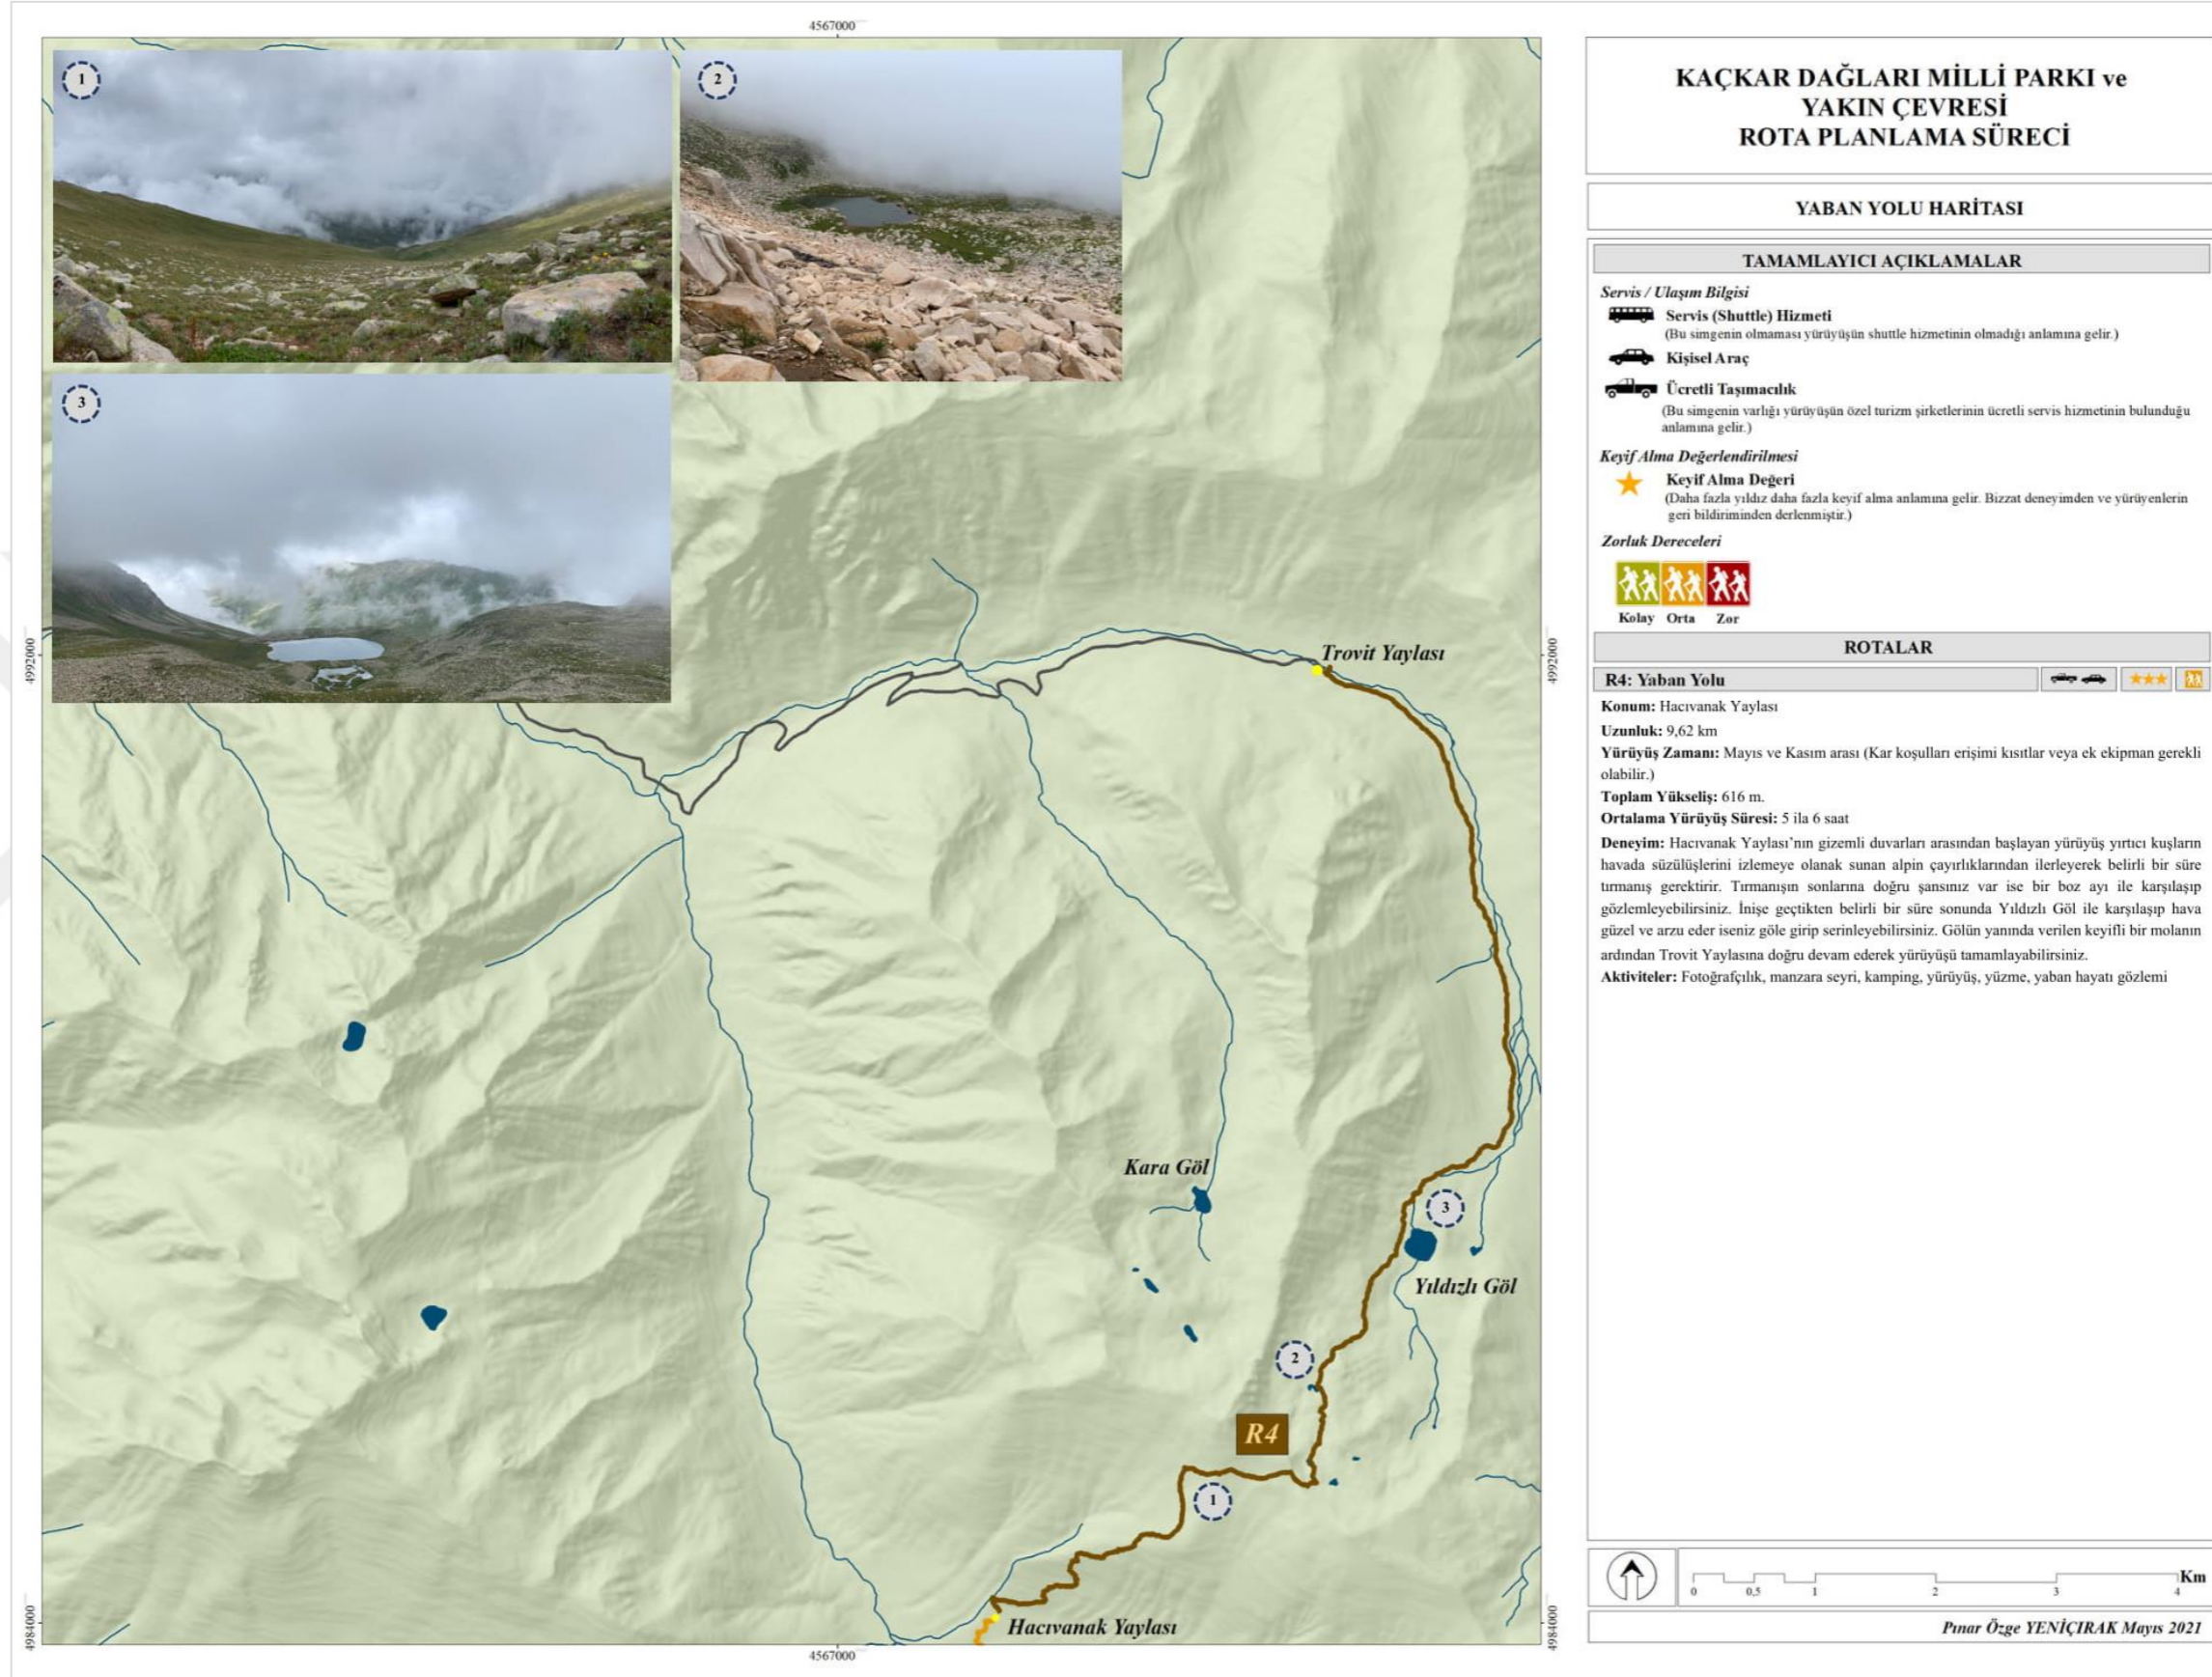 4567000
1
2
3
4992000
4992000
Trovit Yaylası
Kara Göl
3
Yıldızlı Göl
2
R4
1
Hacıvanak Yaylası
4984000
4984000
4567000
KAÇKAR DAĞLARI MİLLİ PARKI ve
YAKIN ÇEVRESİ
ROTA PLANLAMA SÜRECİ
YABAN YOLU HARİTASI
TAMAMLAYICI AÇIKLAMALAR
Servis / Ulaşım Bilgisi
Servis (Shuttle) Hizmeti
(Bu simgenin olmaması yürüyüşün shuttle hizmetinin olmadığı anlamına gelir.)
Kişisel Araç
Ücretli Taşımacılık
(Bu simgenin varlığı yürüyüşün özel turizm şirketlerinin ücretli servis hizmetinin bulunduğu
anlamına gelir.)
Keyif Alma Değerlendirilmesi
Keyif Alma Değeri
(Daha fazla yıldız daha fazla keyif alma anlamına gelir. Bizzat deneyimden ve yürüyenlerin
geri bildiriminden derlenmiştir.)
Zorluk Dereceleri
Kolay Orta Zor
ROTALAR
R4: Yaban Yolu
Konum: Hacıvanak Yaylası
Uzunluk: 9,62 km
Yürüyüş Zamanı: Mayıs ve Kasım arası (Kar koşulları erişimi kısıtlar veya ek ekipman gerekli
olabilir.)
Toplam Yükseliş: 616 m.
Ortalama Yürüyüş Süresi: 5 ila 6 saat
Deneyim: Hacıvanak Yaylası’nın gizemli duvarları arasından başlayan yürüyüş yırtıcı kuşların
havada süzülüşlerini izlemeye olanak sunan alpin çayırlıklarından ilerleyerek belirli bir süre
tırmanış gerektirir. Tırmanışın sonlarına doğru şansınız var ise bir boz ayı ile karşılaşıp
gözlemleyebilirsiniz. İnişe geçtikten belirli bir süre sonunda Yıldızlı Göl ile karşılaşıp hava
güzel ve arzu eder iseniz göle girip serinleyebilirsiniz. Gölün yanında verilen keyifli bir molanın
ardından Trovit Yaylasına doğru devam ederek yürüyüşü tamamlayabilirsiniz.
Aktiviteler: Fotoğrafçılık, manzara seyri, kamping, yürüyüş, yüzme, yaban hayatı gözlemi
Km
0 0,5 1 2 3 4
Pınar Özge YENİÇIRAK Mayıs 2021